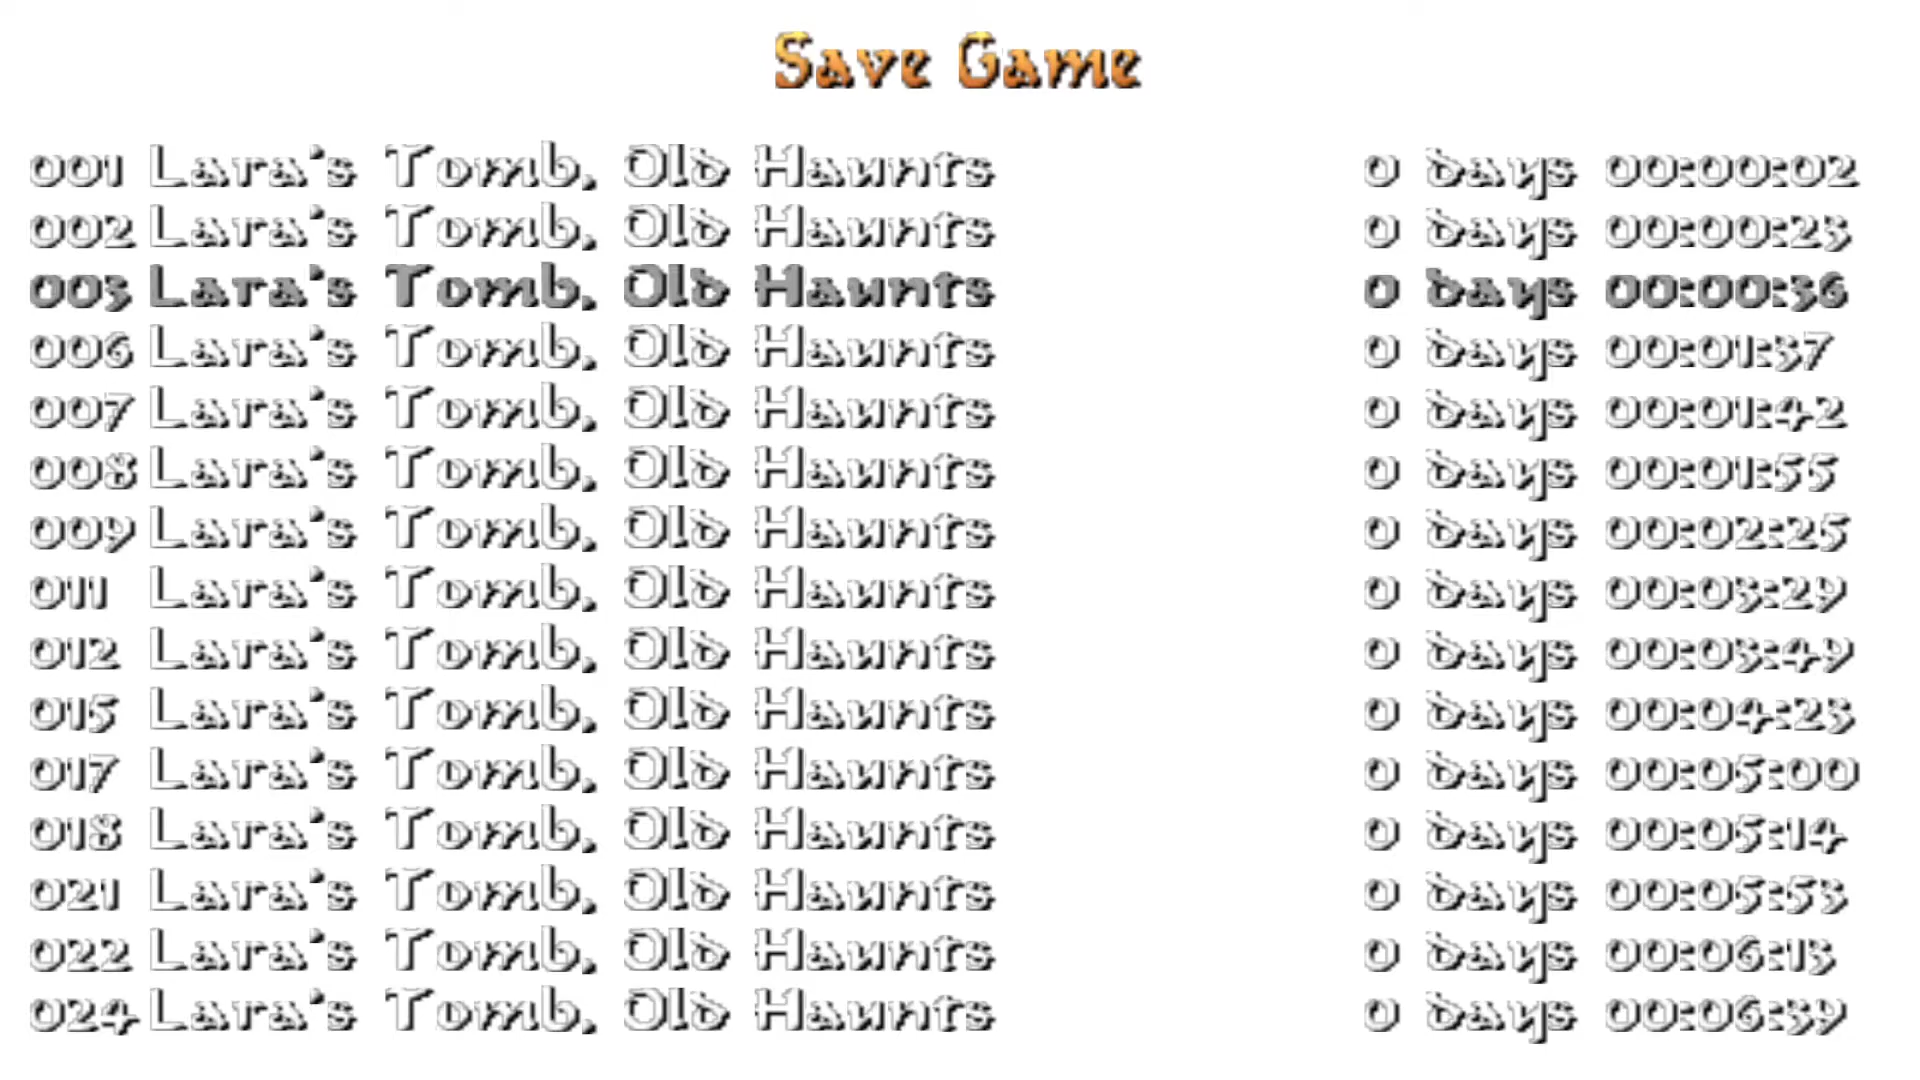 Save Game
001 Lara's Tomb, Old Haunts 0 days 00:00:02
002 Lara's Tomb, Old Haunts 0 days 00:00:23
003 Lara's Tomb, Old Haunts 0 days 00:00:36
006 Lara's Tomb, Old Haunts 0 days 00:01:37
007 Lara's Tomb, Old Haunts 0 days 00:01:42
008 Lara's Tomb, Old Haunts 0 days 00:01:55
009 Lara's Tomb, Old Haunts 0 days 00:02:25
011 Lara's Tomb, Old Haunts 0 days 00:03:29
012 Lara's Tomb, Old Haunts 0 days 00:03:49
015 Lara's Tomb, Old Haunts 0 days 00:04:23
017 Lara's Tomb, Old Haunts 0 days 00:05:00
018 Lara's Tomb, Old Haunts 0 days 00:05:14
021 Lara's Tomb, Old Haunts 0 days 00:05:53
022 Lara's Tomb, Old Haunts 0 days 00:06:13
024 Lara's Tomb, Old Haunts 0 days 00:06:39